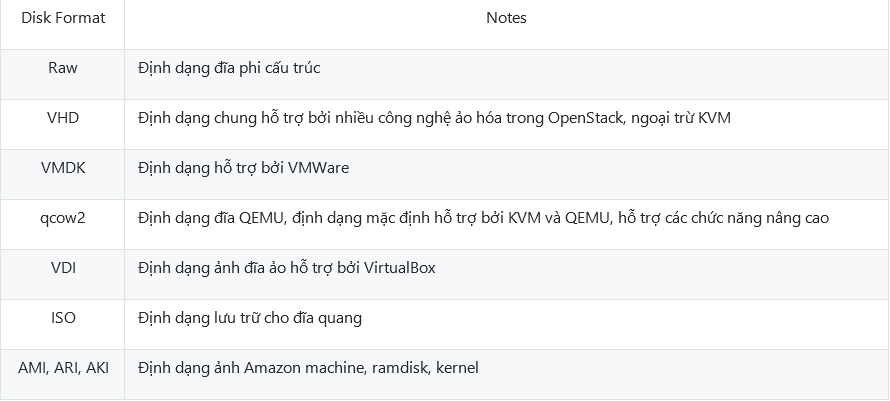 Disk Format Notes
Raw Định dạng đĩa phi cấu trúc
VHD Định dạng chung hỗ trợ bởi nhiều công nghệ ảo hóa trong OpenStack, ngoại trừ KVM
VMDK Định dạng hỗ trợ bởi VMWare
qcow2 Định dạng đĩa QEMU, định dạng mặc định hỗ trợ bởi KVM và QEMU, hỗ trợ các chức năng nâng cao
VDI Định dạng ảnh đĩa ảo hỗ trợ bởi VirtualBox
ISO Định dạng lưu trữ cho đĩa quang
AMI, ARI, AKI Định dạng ảnh Amazon machine, ramdisk, kernel